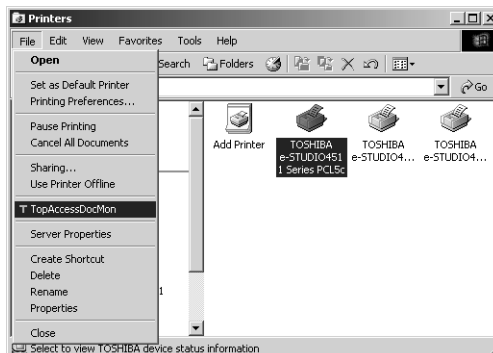 Printers
File Edit View Favorites Tools Help
Open
Search Folders
Set as Default Printer
Printing Preferences...
Go
Pause Printing
Cancel All Documents
Sharing...
Use Printer Offline
Add Printer
TOSHIBA
e-STUDIO451
1 Series PCL5c
TOSHIBA
e-STUDIO4...
TOSHIBA
e-STUDIO4...
T TopAccessDocMon
Server Properties
Create Shortcut
Delete
Rename
1
Properties
Close
Select to view TOSHIBA device status information